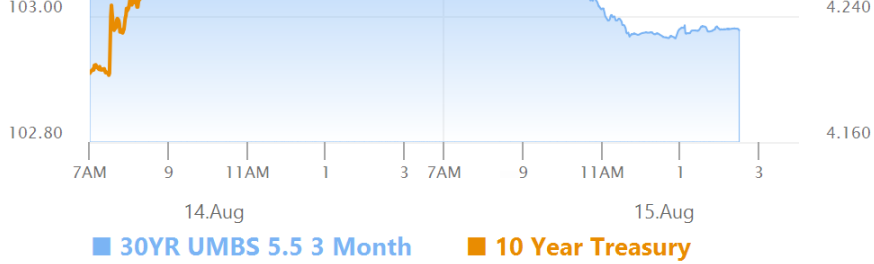 103.00 4.240
102.80 4.160
7AM 9 11AM 1 3 7AM 9 11AM 1 3
14.Aug 15.Aug
30YR UMBS 5.5 3 Month 10 Year Treasury